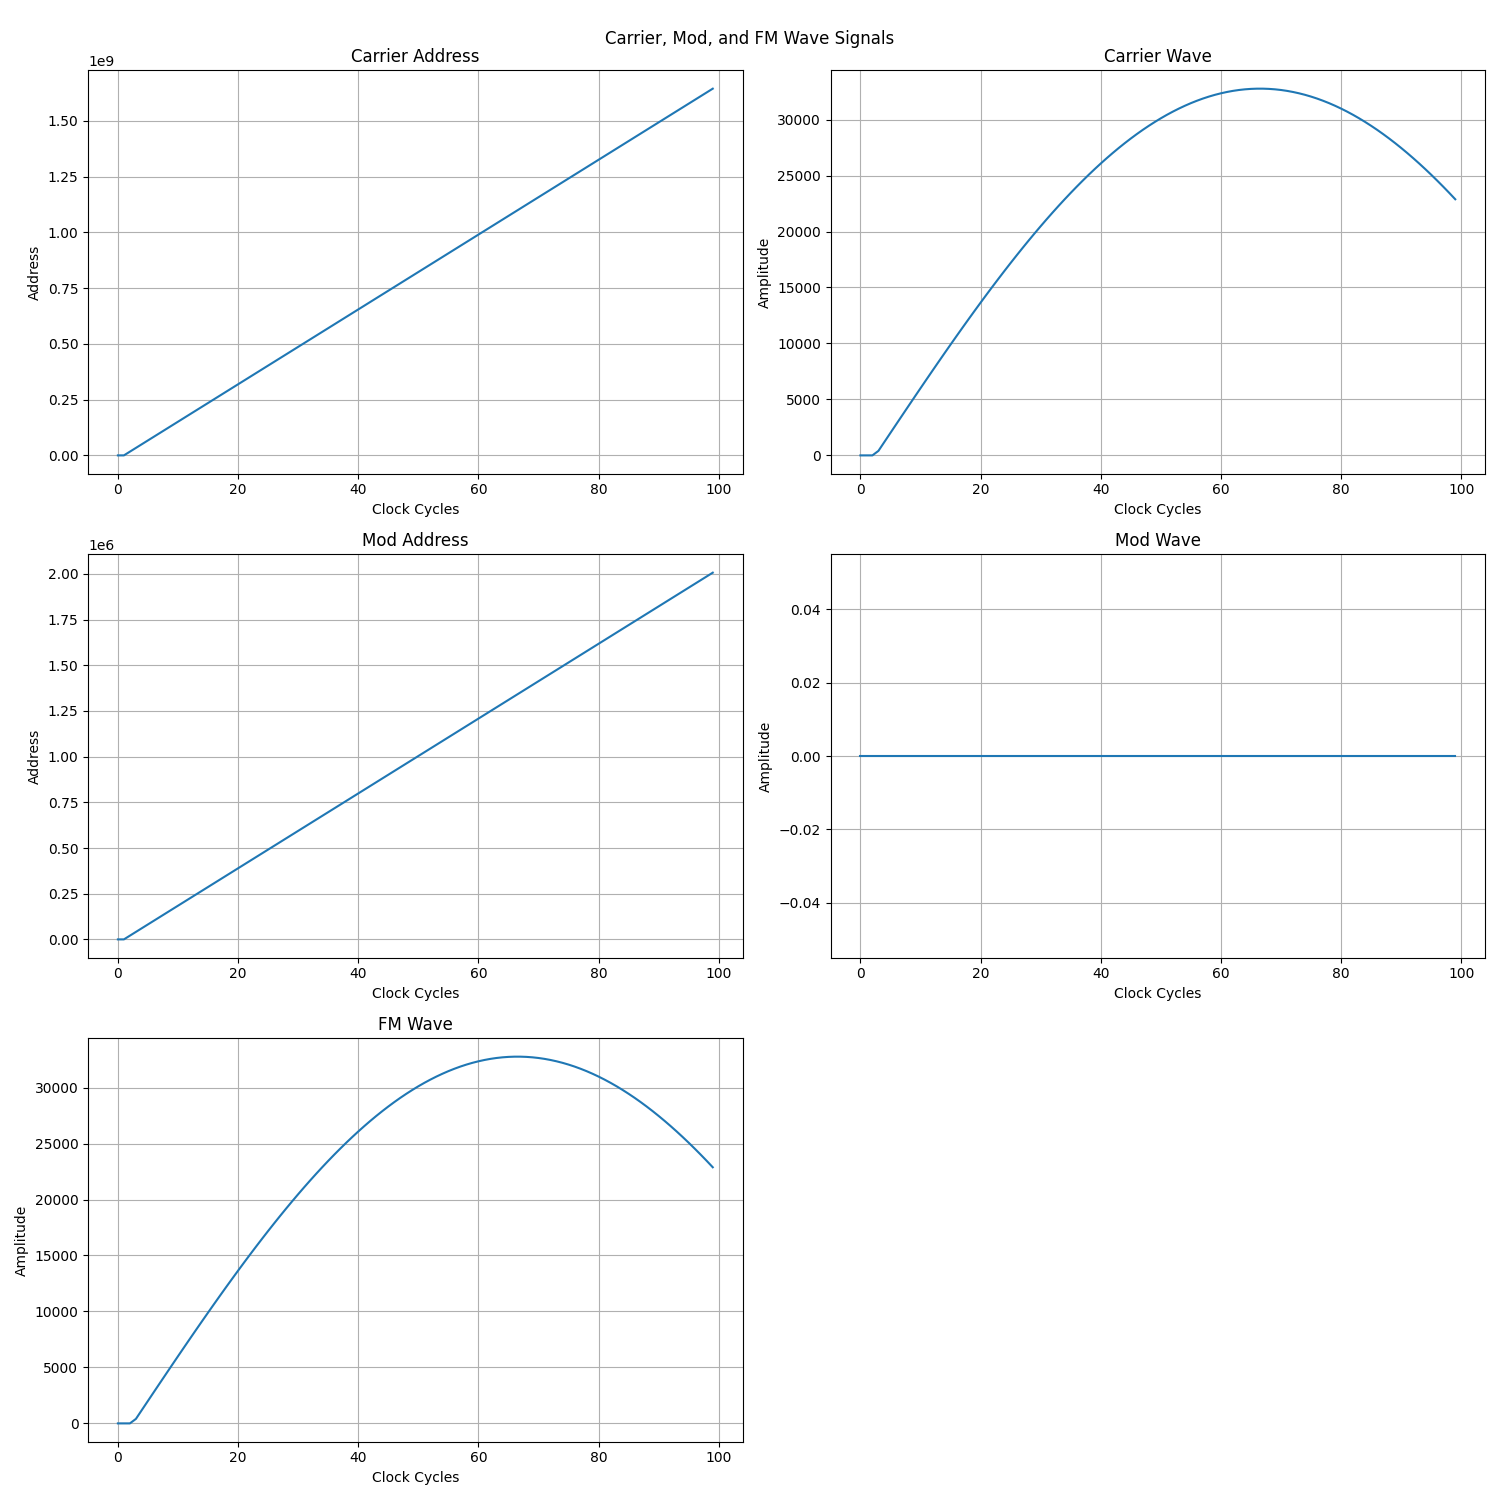 Carrier, Mod, and FM Wave Signals
Carrier Address
1e9
1.50
1.25
1.00
0.75
0.50
0.25
0.00
Address
0 20 40 60 80 100
Clock Cycles
Carrier Wave
30000
25000
20000
15000
10000
5000
0
Amplitude
0 20 40 60 80 100
Clock Cycles
Mod Address
1e6
2.00
1.75
1.50
1.25
1.00
0.75
0.50
0.25
0.00
Address
0 20 40 60 80 100
Clock Cycles
Mod Wave
0.04
0.02
0.00
−0.02
−0.04
Amplitude
0 20 40 60 80 100
Clock Cycles
FM Wave
30000
25000
20000
15000
10000
5000
0
Amplitude
0 20 40 60 80 100
Clock Cycles